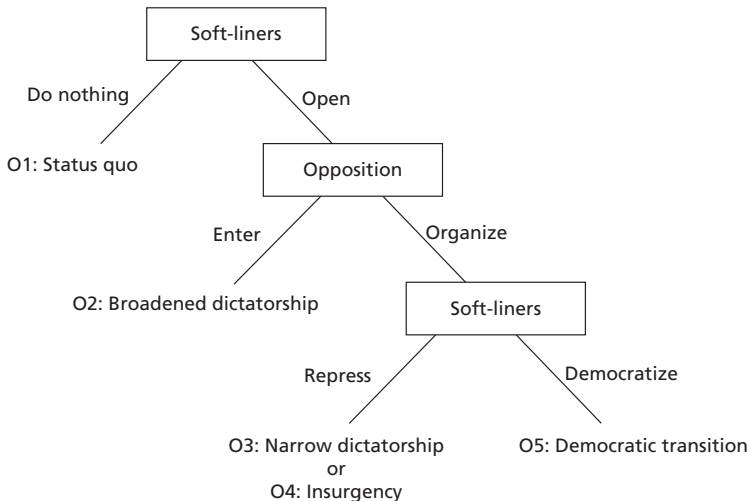 Soft-liners
Do nothing
Open
O1: Status quo
Opposition
Enter
Organize
O2: Broadened dictatorship
Soft-liners
Repress
Democratize
O3: Narrow dictatorship
or
O4: Insurgency
O5: Democratic transition